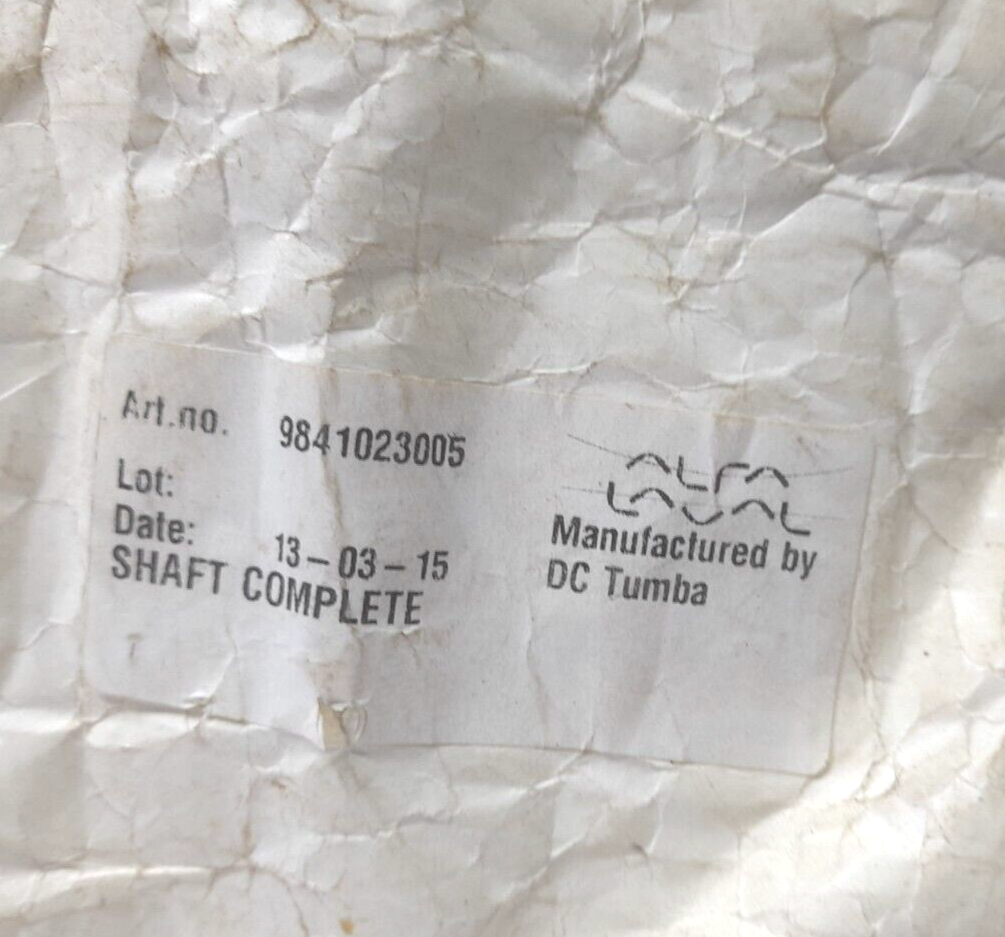 Art.no. 9841023005
ALFA
LAVAL
Lot:
Date: 13-03-15
Manufactured by
SHAFT COMPLETE
DC Tumba